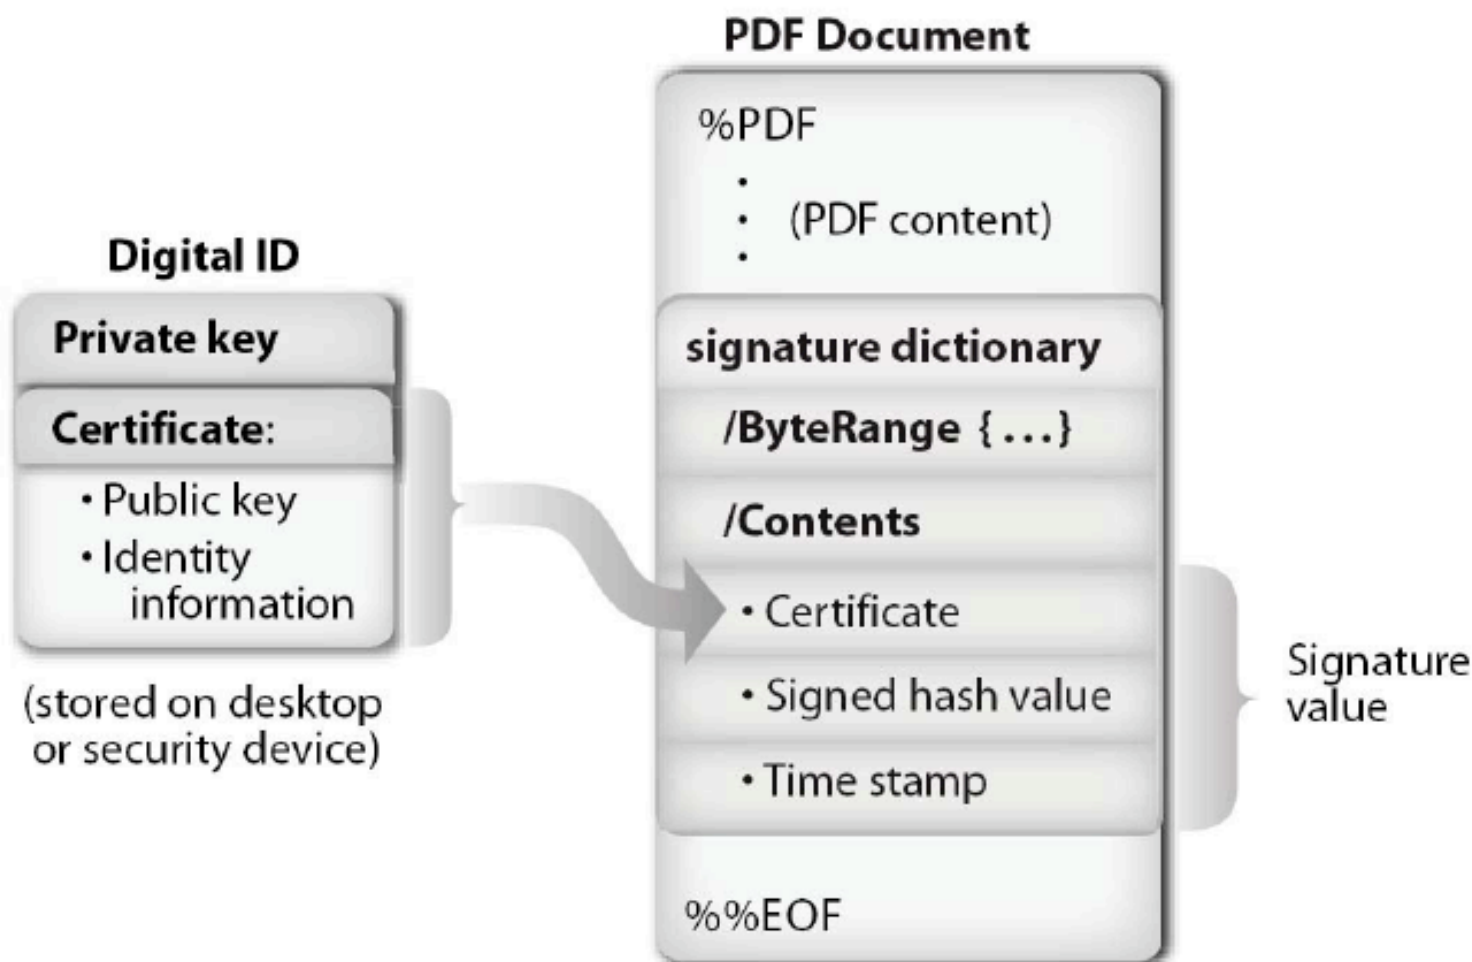 PDF Document
%PDF
•
• (PDF content)
•
Digital ID
Private key
Certificate:
• Public key
• Identity
information
(stored on desktop
or security device)
signature dictionary
/ByteRange {...}
/Contents
• Certificate
• Signed hash value
• Time stamp
%%EOF
Signature
value